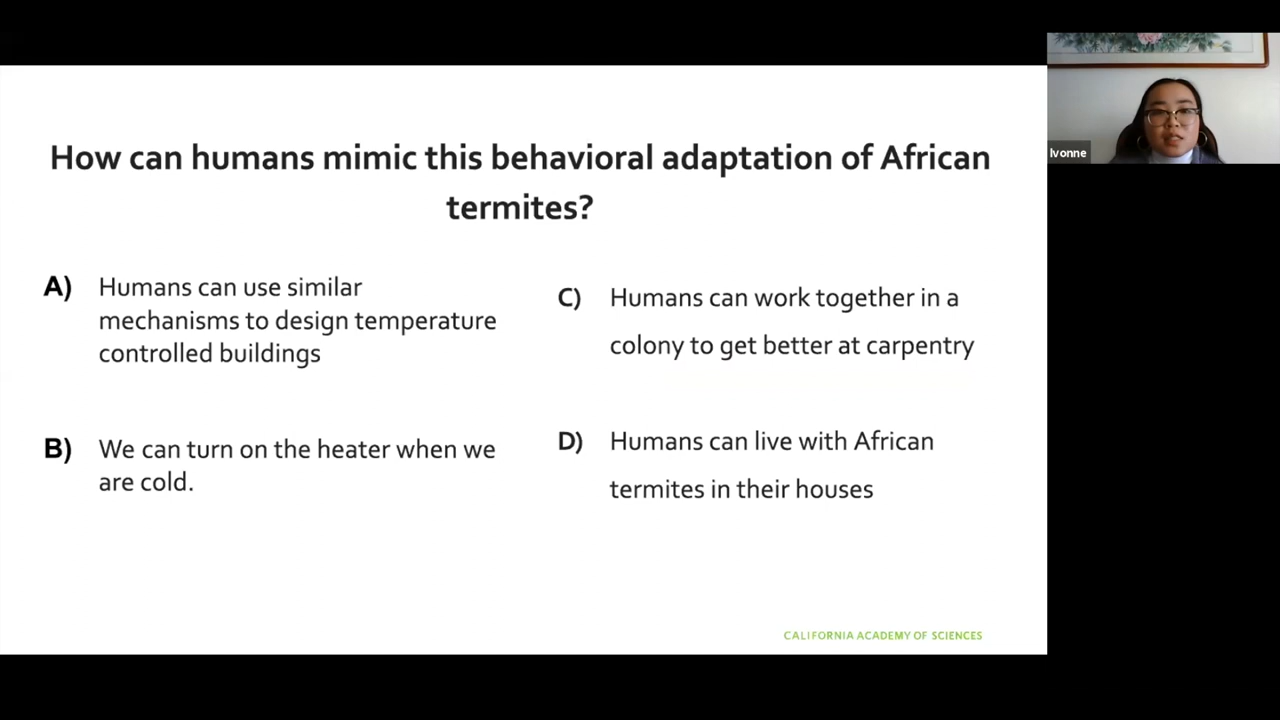 How can humans mimic this behavioral adaptation of African
termites?
A) Humans can use similar
mechanisms to design temperature
controlled buildings
B) We can turn on the heater when we
are cold.
C) Humans can work together in a
colony to get better at carpentry
D) Humans can live with African
termites in their houses
CALIFORNIA ACADEMY OF SCIENCES
Ivonne